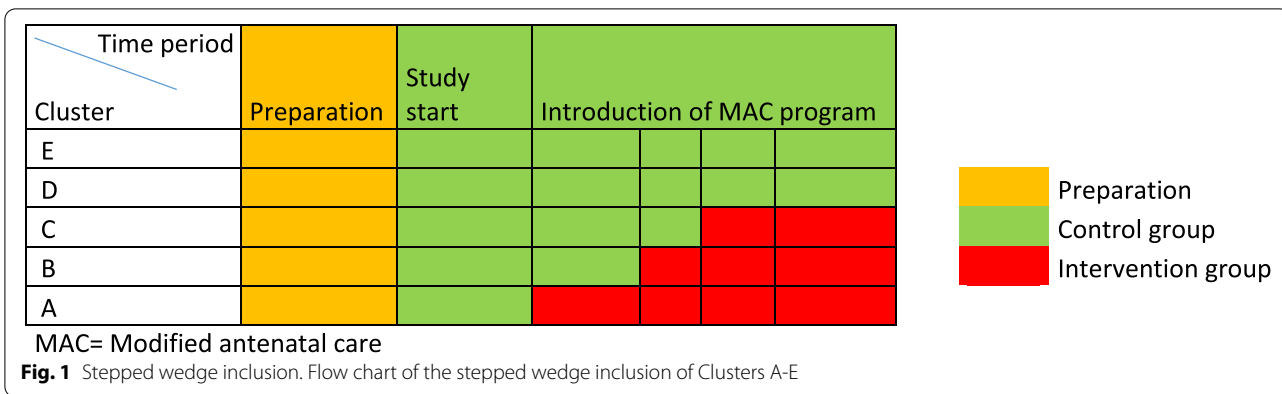 Time period
Cluster
Preparation
Study
start
Introduction of MAC program
E
D
C
B
A
Preparation
Control group
Intervention group
MAC= Modified antenatal care
Fig. 1 Stepped wedge inclusion. Flow chart of the stepped wedge inclusion of Clusters A-E